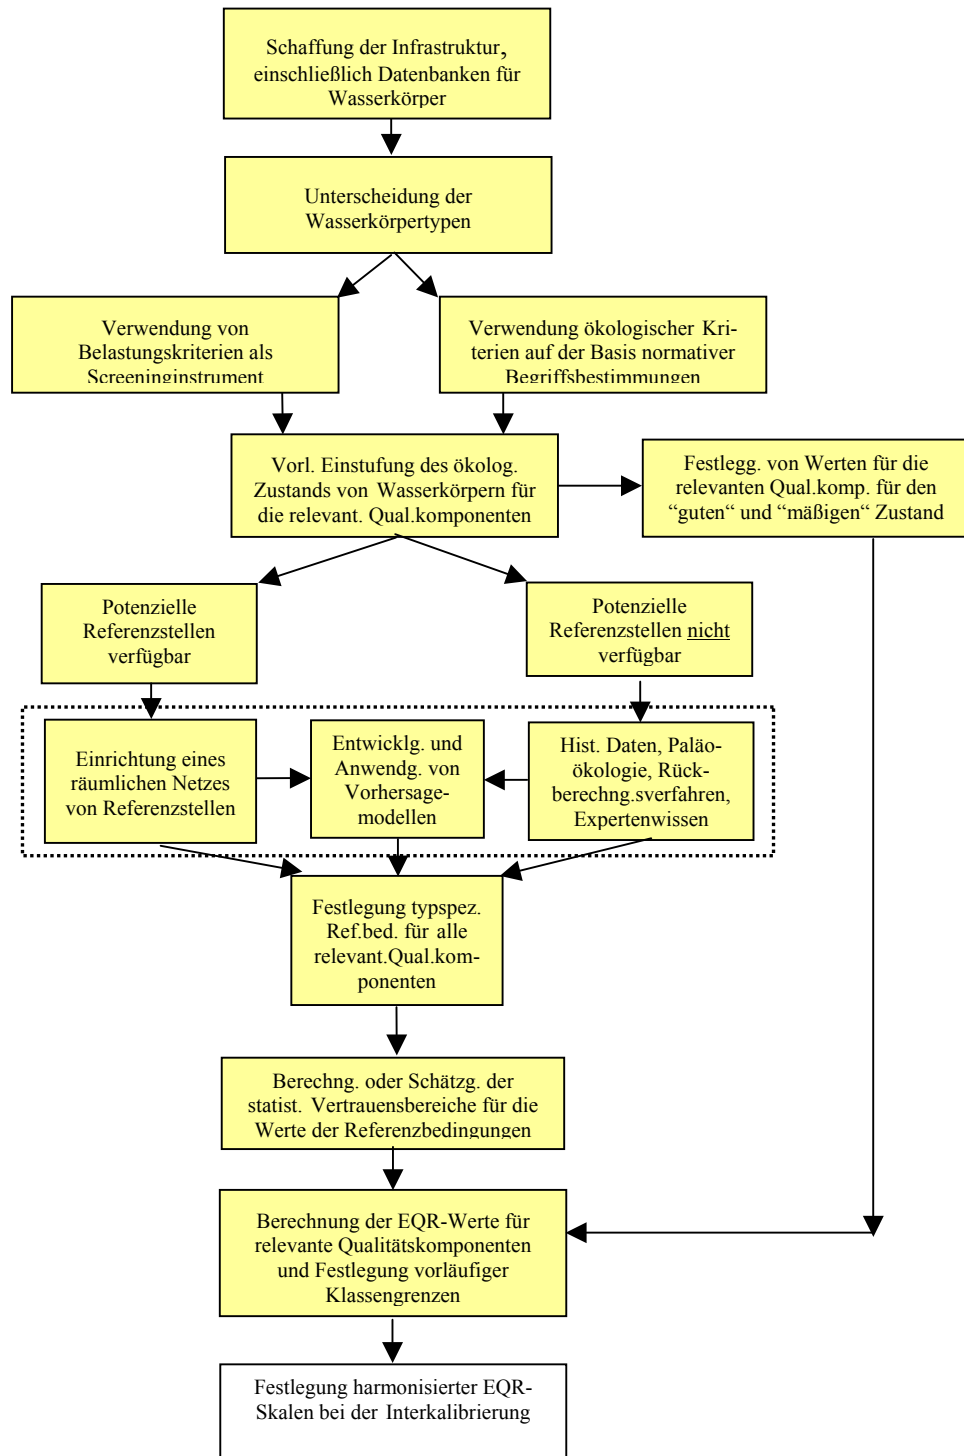 Schaffung der Infrastruktur,
einschließlich Datenbanken für
Wasserkörper
Unterscheidung der
Wasserkörpertypen
Verwendung von
Belastungskriterien als
Screeninginstrument
Verwendung ökologischer Kri-
terien auf der Basis normativer
Begriffsbestimmungen
Vorl. Einstufung des ökolog.
Zustands von Wasserkörpern für
die relevant. Qual.komponenten
Festlegg. von Werten für die
relevanten Qual.komp. für den
“guten“ und “mäßigen“ Zustand
Potenzielle
Referenzstellen
verfügbar
Potenzielle
Referenzstellen nicht
verfügbar
Einrichtung eines
räumlichen Netzes
von Referenzstellen
Entwicklg. und
Anwendg. von
Vorhersage-
modellen
Hist. Daten, Paläo-
ökologie, Rück-
berechng.sverfahren,
Expertenwissen
Festlegung typspez.
Ref.bed. für alle
relevant.Qual.kom-
ponenten
Berechng. oder Schätzg. der
statist. Vertrauensbereiche für die
Werte der Referenzbedingungen
Berechnung der EQR-Werte für
relevante Qualitätskomponenten
und Festlegung vorläufiger
Klassengrenzen
Festlegung harmonisierter EQR-
Skalen bei der Interkalibrierung